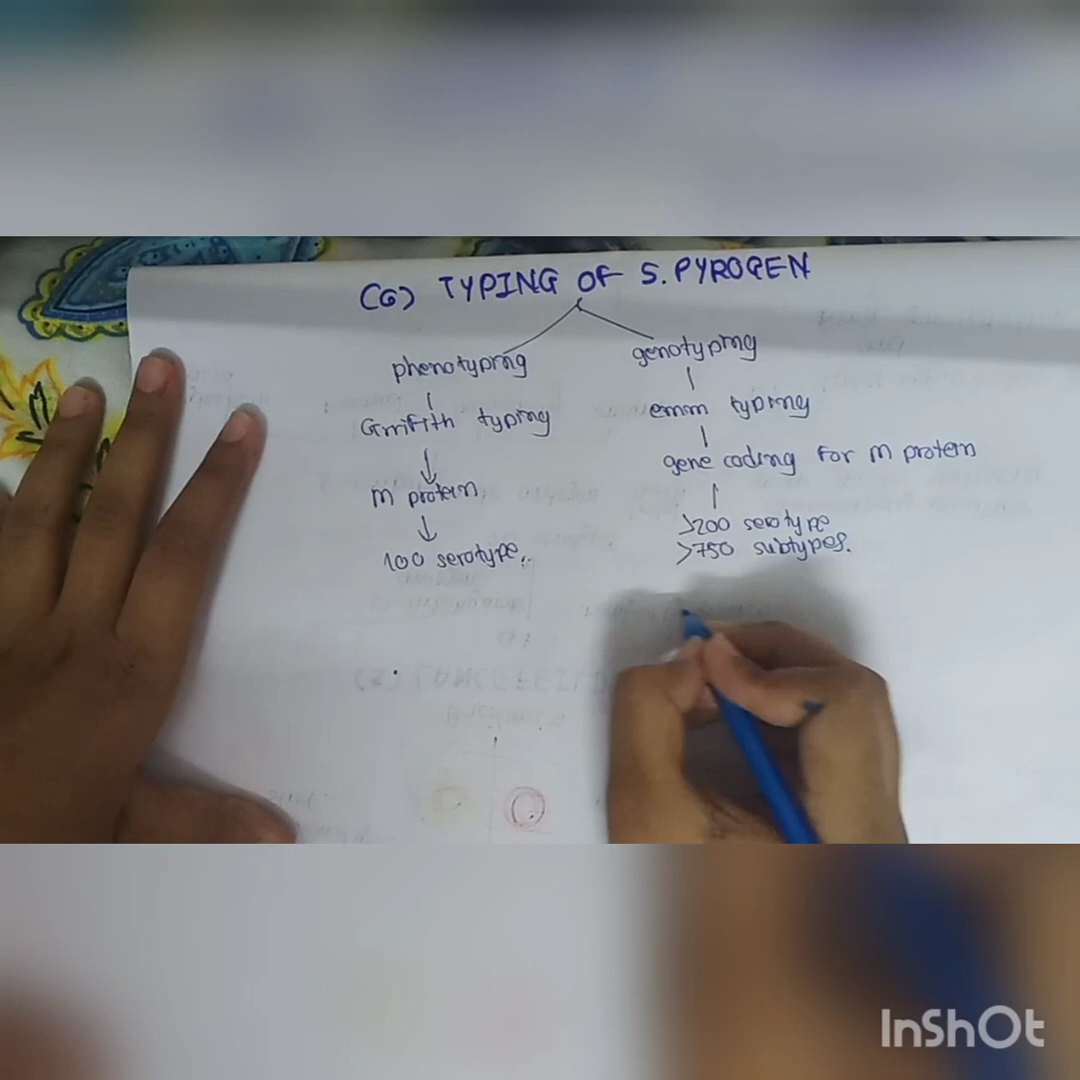 (6) TYPING OF S. PYROGEN
phenotyping
genotyping
Griffith typing
emm typing
M protein
gene coding for M protein
100 serotype.
>200 serotype
>750 subtypes.
InShOt